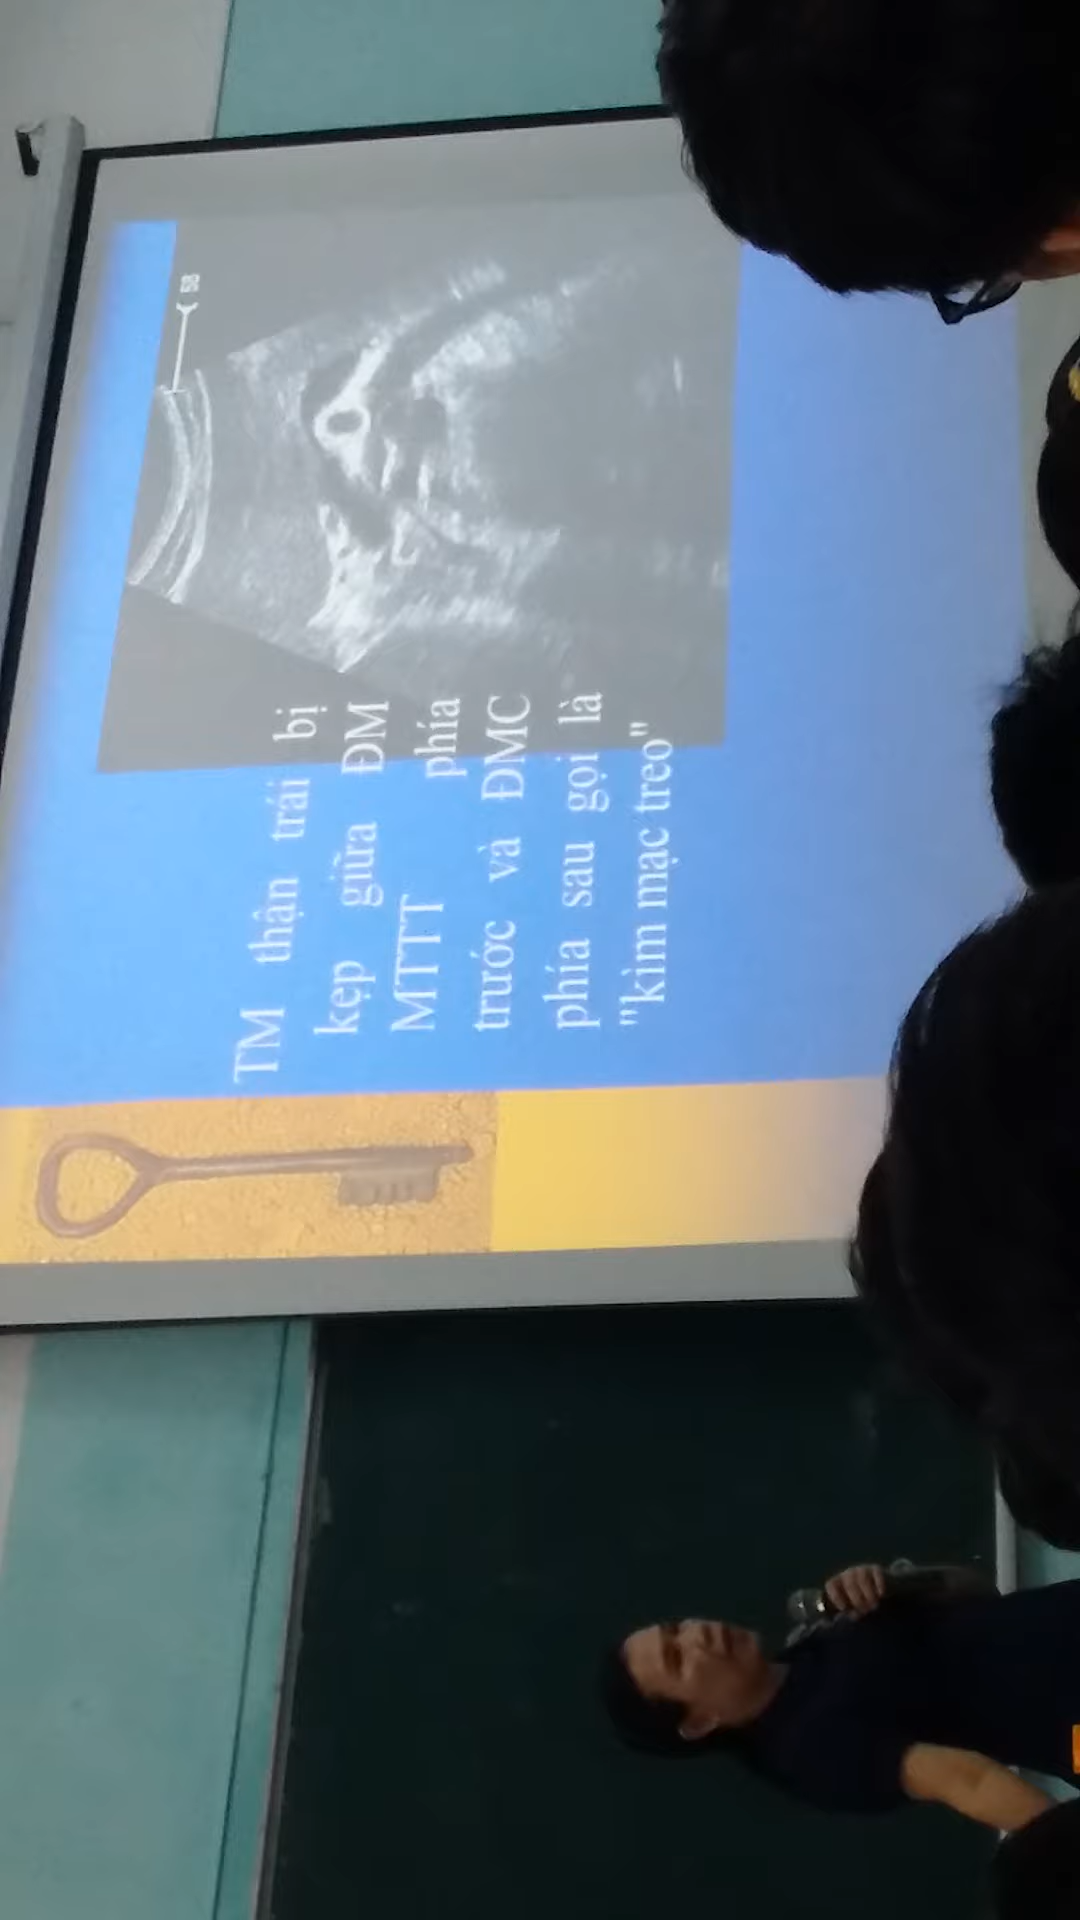 TM thận trái bị
kẹp giữa ĐM
MTTT phía
trước và ĐMC
phía sau gọi là
"kìm mạc treo"